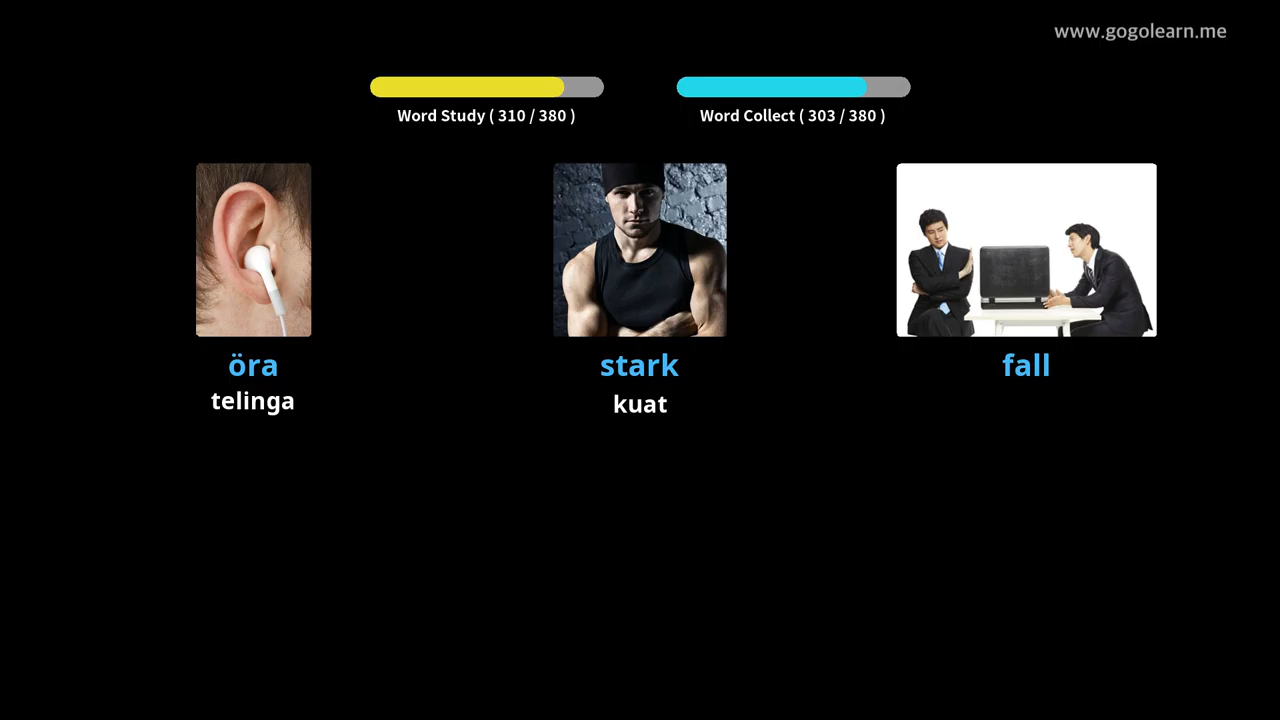 www.gogolearn.me
Word Study ( 310 / 380 )
Word Collect ( 303 / 380 )
öra
telinga
stark
kuat
fall